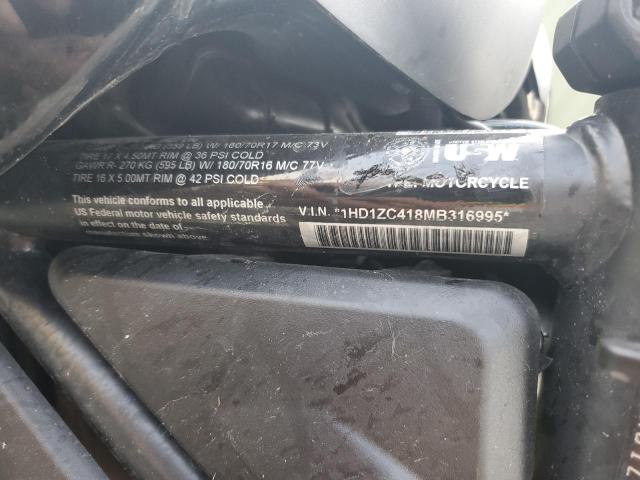 (595 LB) W/ 180/70R16 M/C 77V
TIRE 17 X 4.50MT RIM @ 36 PSI COLD
GAWR R- 270 KG
TIRE 16 X 5.00MT RIM @ 42 PSI COLD
MOTORCYCLE
This vehicle conforms to all applicable
US Federal motor vehicle safety standards
in effect on the date of
shown above.
V.I.N. *1HD1ZC418MB316995*